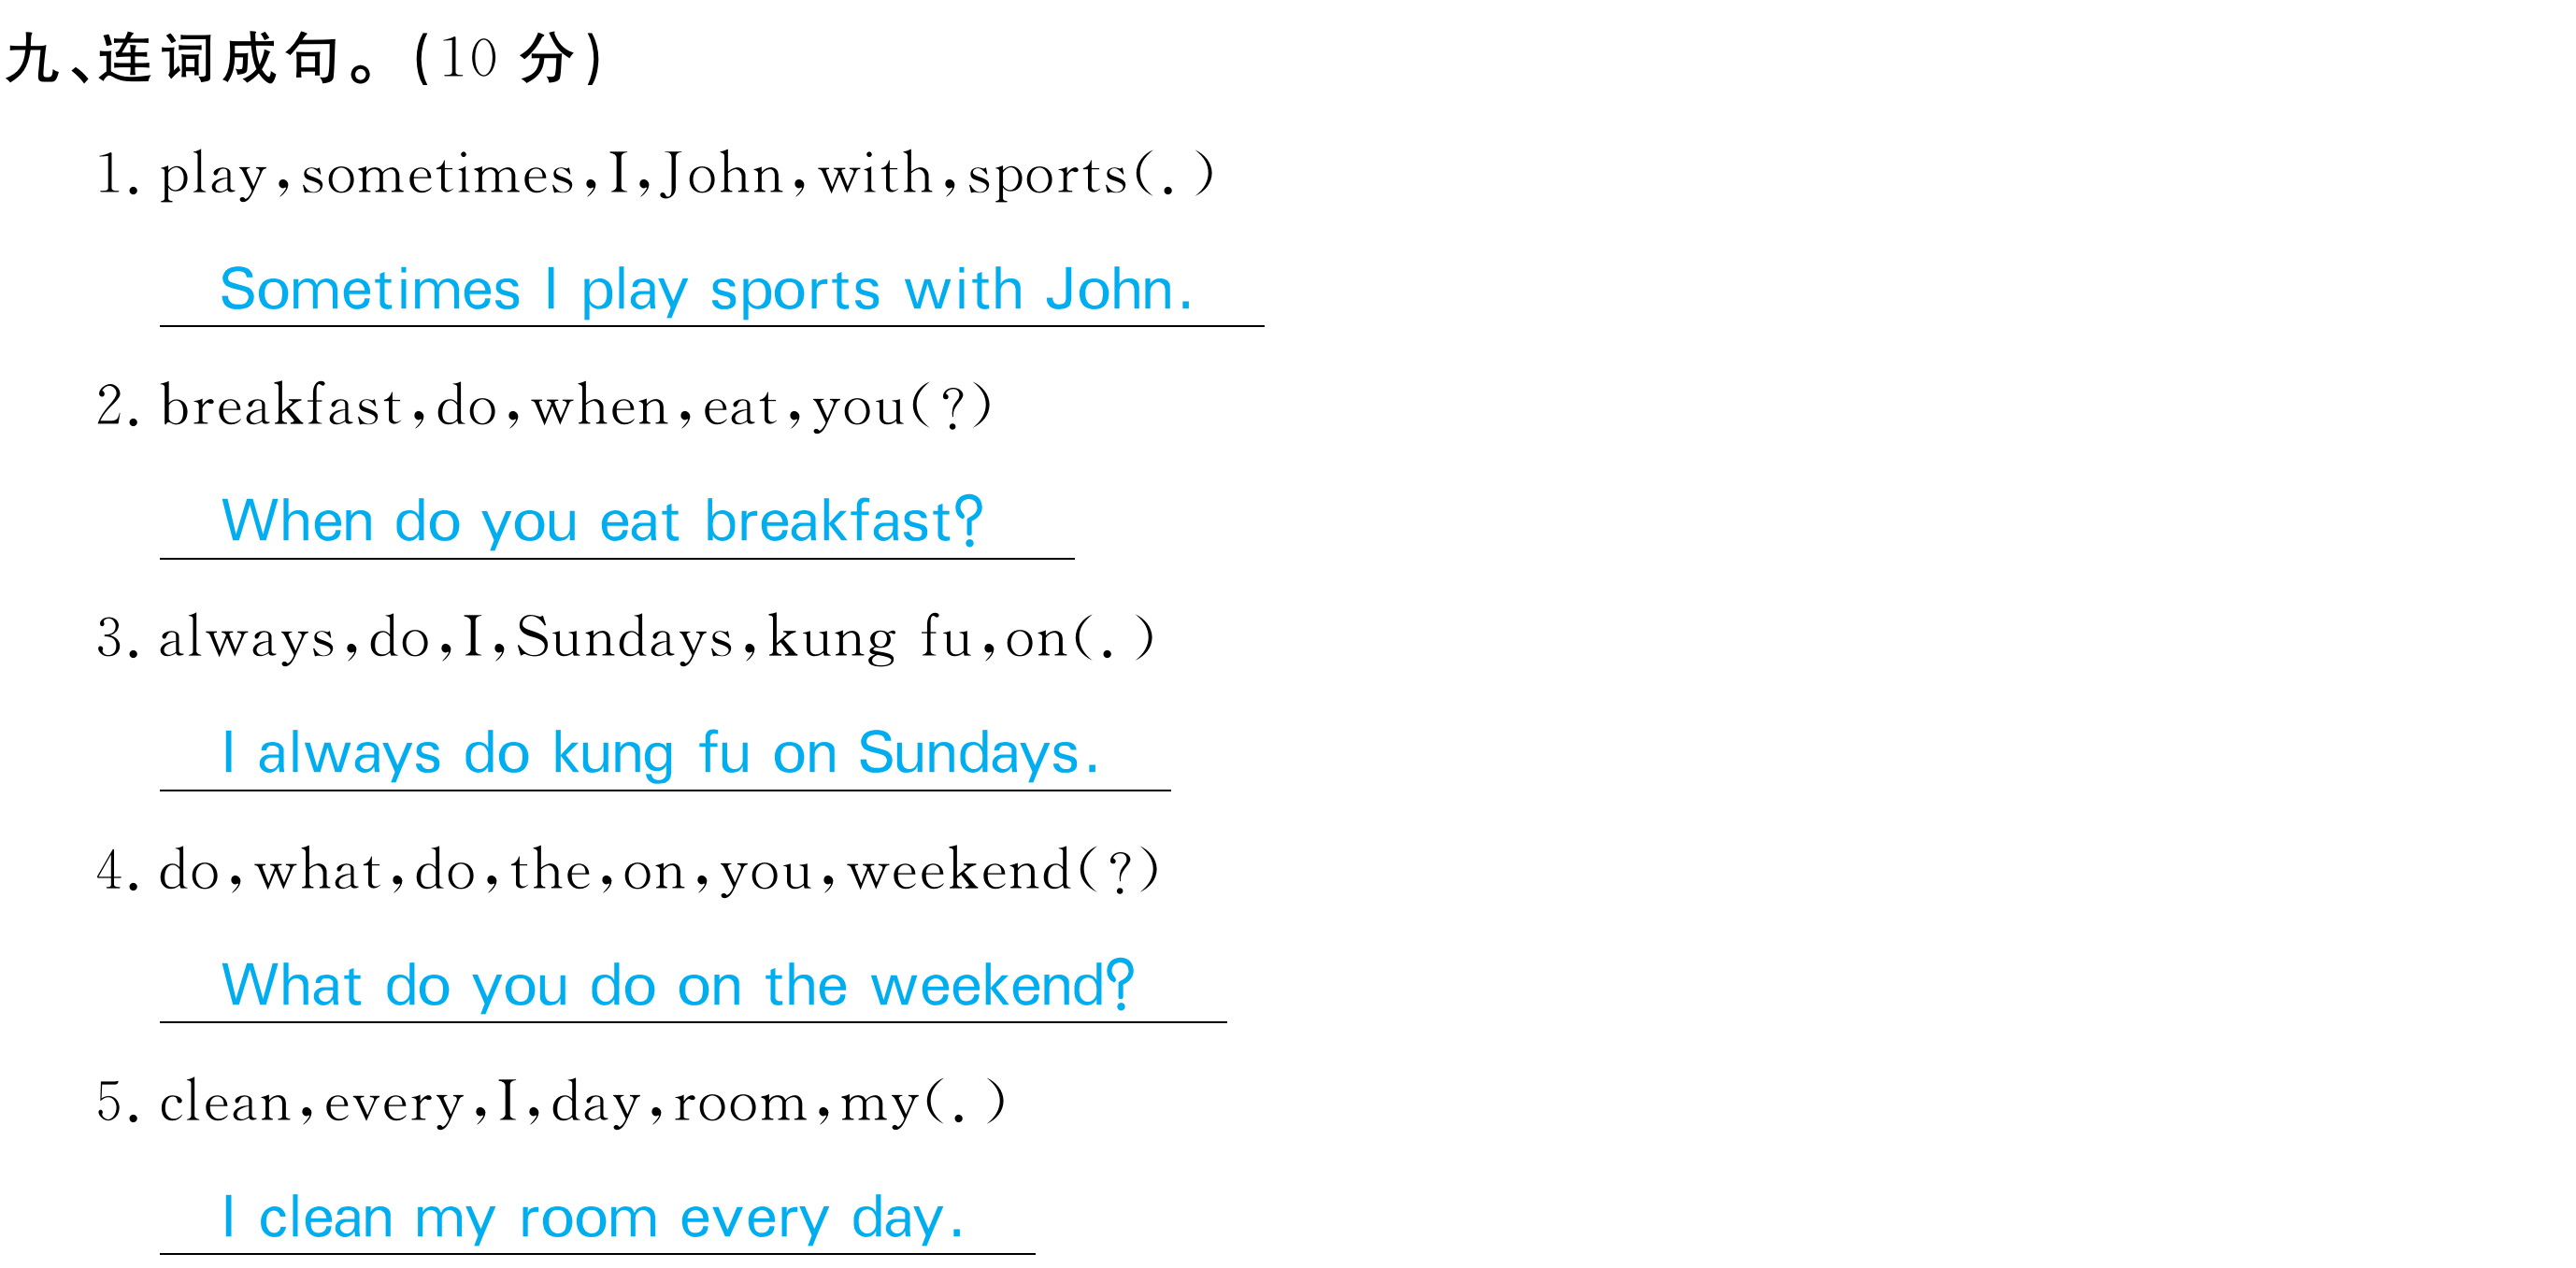 九、连词成句。(10 分)
1. play,sometimes,I,John,with,sports(. )
Sometimes I play sports with John.
2. breakfast,do,when,eat,you(?)
When do you eat breakfast?
3. always,do,I,Sundays,kung fu,on(. )
I always do kung fu on Sundays.
4. do,what,do,the,on,you,weekend(?)
What do you do on the weekend?
5. clean,every,I,day,room,my(. )
I clean my room every day.